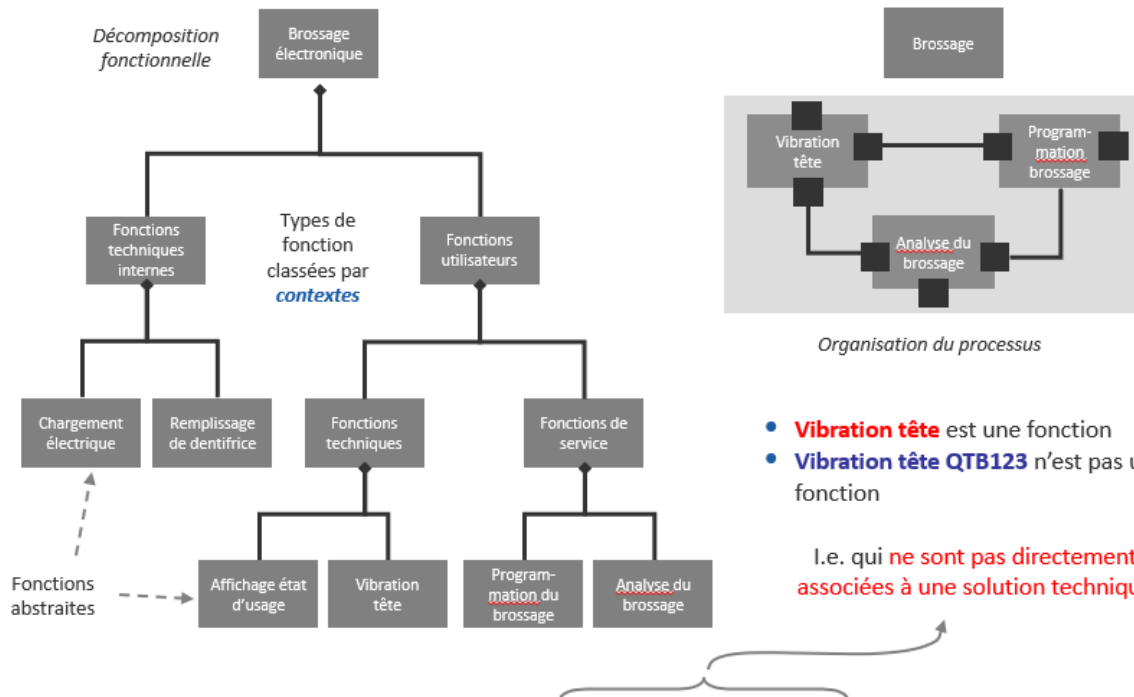 Décomposition
fonctionnelle
Brossage
électronique
Fonctions
techniques
internes
Types de
fonction
classées par
contextes
Fonctions
utilisateurs
Chargement
électrique
Remplissage
de dentifrice
Fonctions
techniques
Fonctions de
service
Fonctions
abstraites
Affichage état
d'usage
Vibration
tête
Program-
mation du
brossage
Analyse du
brossage
Brossage
Vibration
tête
Program-
mation
brossage
Analyse du
brossage
Organisation du processus
• Vibration tête est une fonction
• Vibration tête QTB123 n'est pas u
fonction
I.e. qui ne sont pas directement
associées à une solution techniqu